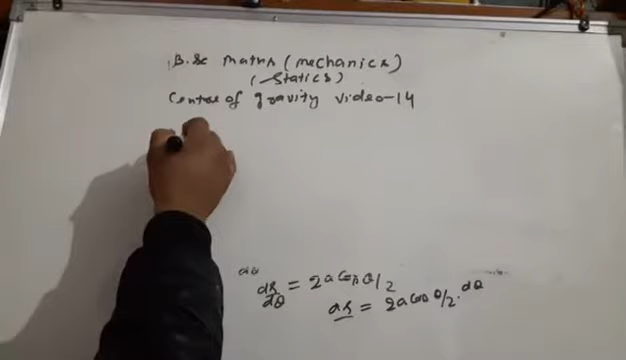 B.Sc Maths (mechanics)
(Statics)
Centre of gravity video-14
dθ
ds/dθ = 2a Cos θ/2
ds = 2a Cos θ/2 . dθ